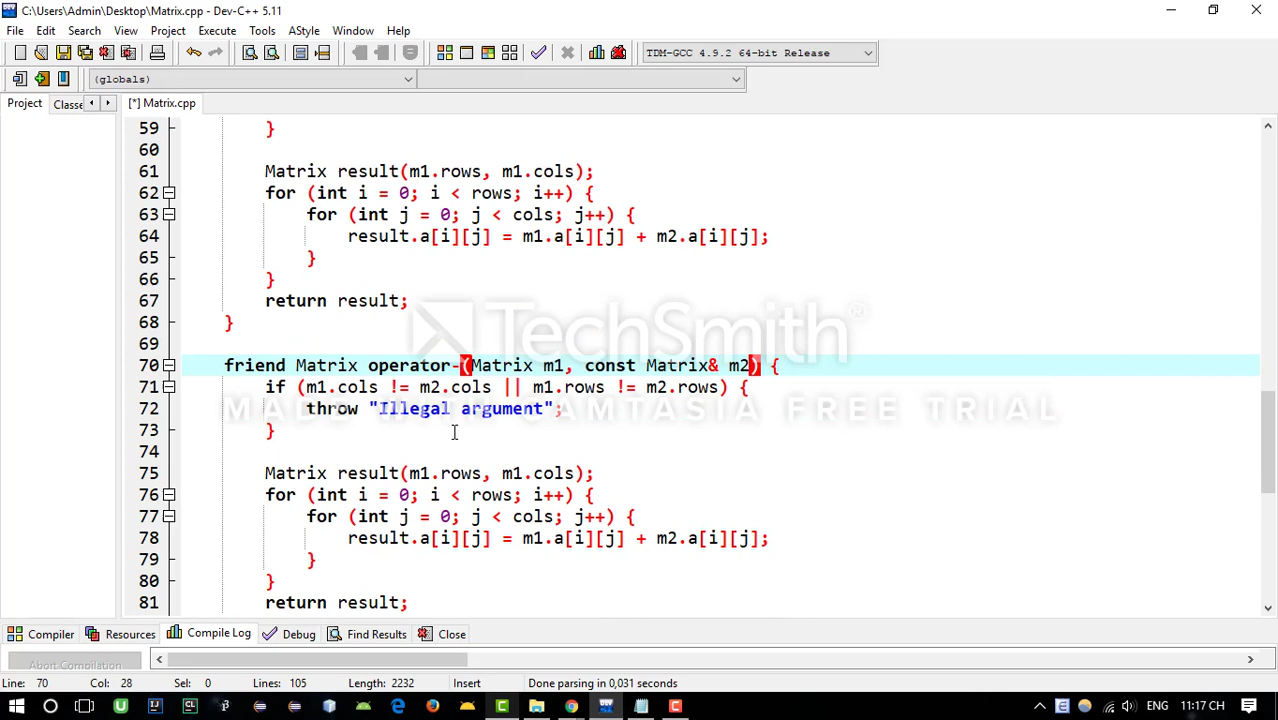 C:\Users\Admin\Desktop\Matrix.cpp - Dev-C++ 5.11
File Edit Search View Project Execute Tools AStyle Window Help
TDM-GCC 4.9.2 64-bit Release
(globals)
Project Classe [*] Matrix.cpp
59 }
60
61 Matrix result(m1.rows, m1.cols);
62 for (int i = 0; i < rows; i++) {
63 for (int j = 0; j < cols; j++) {
64 result.a[i][j] = m1.a[i][j] + m2.a[i][j];
65 }
66 }
67 return result;
68 }
TechSmith®
69
70 friend Matrix operator-(Matrix m1, const Matrix& m2) {
71 if (m1.cols != m2.cols || m1.rows != m2.rows) {
72 throw "Illegal argument";
MADE WITH CAMTASIA FREE TRIAL
73 }
74
75 Matrix result(m1.rows, m1.cols);
76 for (int i = 0; i < rows; i++) {
77 for (int j = 0; j < cols; j++) {
78 result.a[i][j] = m1.a[i][j] + m2.a[i][j];
79 }
80 }
81 return result;
Compiler Resources Compile Log Debug Find Results Close
Abort Compilation
Line: 70 Col: 28 Sel: 0 Lines: 105 Length: 2232 Insert Done parsing in 0,031 seconds
ENG 11:17 CH